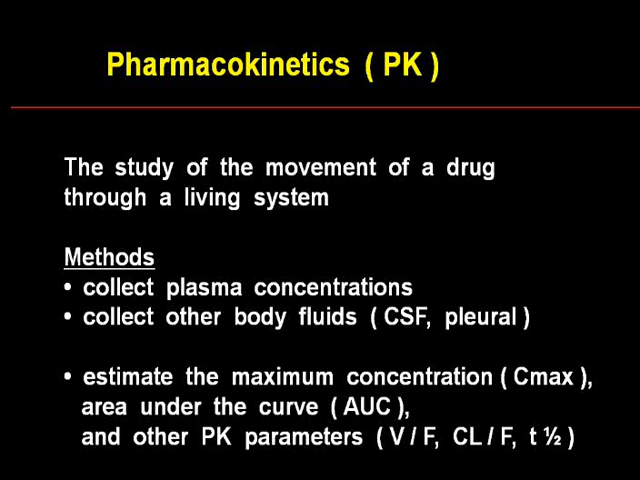 Pharmacokinetics ( PK )
The study of the movement of a drug
through a living system
Methods
• collect plasma concentrations
• collect other body fluids ( CSF, pleural )
• estimate the maximum concentration ( Cmax ),
area under the curve ( AUC ),
and other PK parameters ( V / F, CL / F, t ½ )